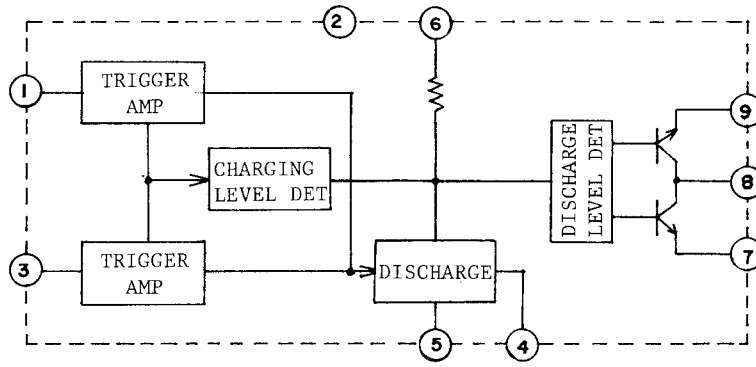 2
6
1
TRIGGER
AMP
9
CHARGING
LEVEL DET
DISCHARGE
LEVEL DET
8
3
TRIGGER
AMP
DISCHARGE
7
5
4